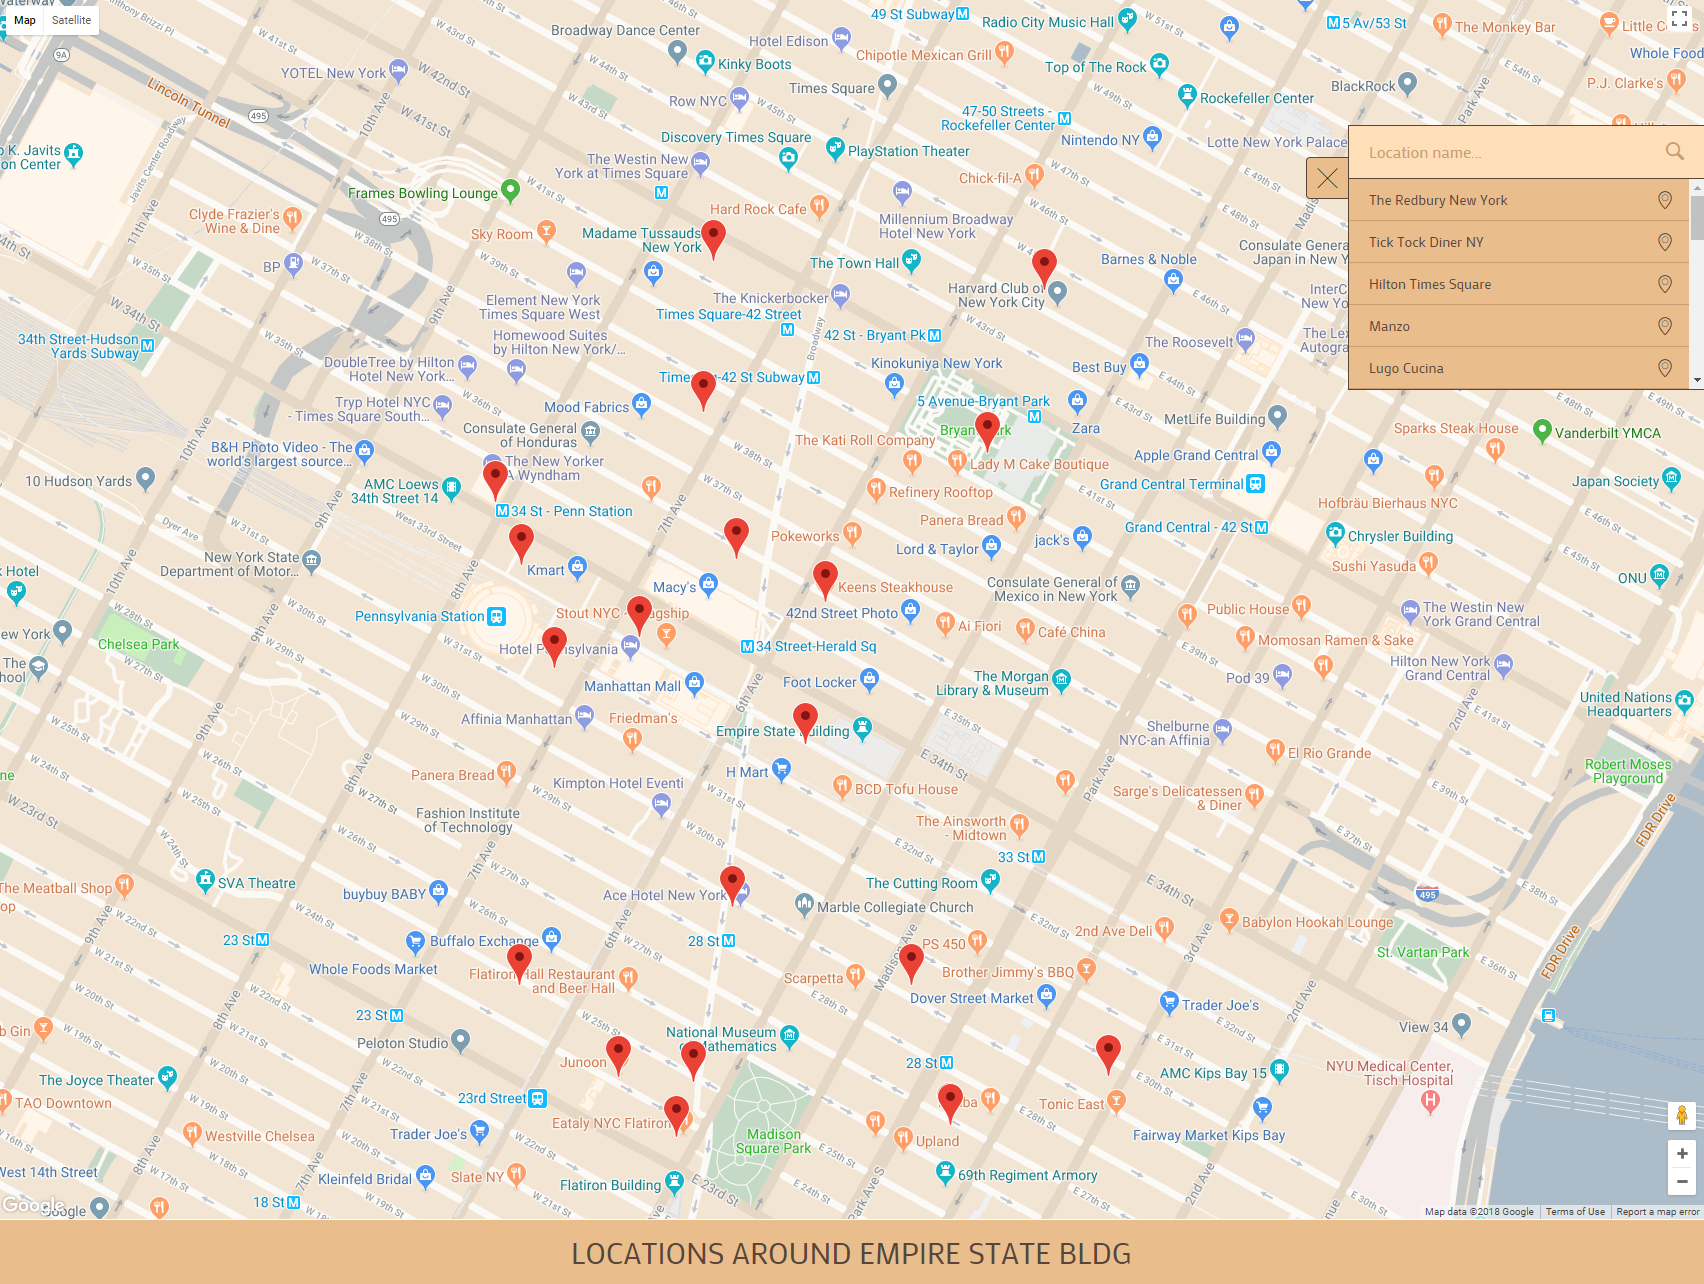 Map
Satellite
49 St Subway
Radio City Music Hall
5 Av/53 St
The Monkey Bar
Broadway Dance Center
Hotel Edison
Chipotle Mexican Grill
Whole Food
Kinky Boots
YOTEL New York
Top of The Rock
BlackRock
P.J. Clarke's
Times Square
Row NYC
Rockefeller Center
47-50 Streets -
Rockefeller Center
Lincoln Tunnel
Discovery Times Square
PlayStation Theater
Nintendo NY
Lotte New York Palace
Location name...
K. Javits
on Center
The Westin New
York at Times Square
Frames Bowling Lounge
Chick-fil-A
The Redbury New York
Clyde Frazier's
Wine & Dine
Hard Rock Cafe
Millennium Broadway
Hotel New York
Sky Room
Madame Tussauds
New York
Tick Tock Diner NY
The Town Hall
Barnes & Noble
Consulate Genera
Japan in New Y
BP
Hilton Times Square
Element New York
Times Square West
The Knickerbocker
Harvard Club of
New York City
Times Square-42 Street
InterC
New Yo
Manzo
34th Street-Hudson
Yards Subway
Homewood Suites
by Hilton New York/...
42 St - Bryant Pk
The Roosevelt
The Lex
Autogra
DoubleTree by Hilton
Hotel New York...
Kinokuniya New York
Best Buy
Lugo Cucina
Tryp Hotel NYC
- Times Square South...
Mood Fabrics
5 Avenue-Bryant Park
Zara
MetLife Building
Consulate General
of Honduras
The Kati Roll Company
Sparks Steak House
Vanderbilt YMCA
B&H Photo Video - The
world's largest source...
The New Yorker
A Wyndham
Lady M Cake Boutique
Apple Grand Central
10 Hudson Yards
AMC Loews
34th Street 14
Refinery Rooftop
Grand Central Terminal
Japan Society
34 St - Penn Station
Panera Bread
Hofbräu Bierhaus NYC
Pokeworks
Lord & Taylor
jack's
Grand Central - 42 St
Chrysler Building
New York State
Department of Motor...
Kmart
Macy's
Keens Steakhouse
Consulate General of
Mexico in New York
Sushi Yasuda
ONU
Pennsylvania Station
42nd Street Photo
Public House
The Westin New
York Grand Central
Ai Fiori
Café China
Momosan Ramen & Sake
Chelsea Park
34 Street-Herald Sq
Manhattan Mall
Foot Locker
The Morgan
Library & Museum
Pod 39
Hilton New York
Grand Central
United Nations
Headquarters
Affinia Manhattan
Friedman's
Shelburne
NYC-an Affinia
El Rio Grande
Panera Bread
Kimpton Hotel Eventi
H Mart
BCD Tofu House
E 34th St
Park Ave
Sarge's Delicatessen
& Diner
Robert Moses
Playground
Fashion Institute
of Technology
The Ainsworth
- Midtown
33 St
FDR Drive
The Meatball Shop
SVA Theatre
buybuy BABY
Ace Hotel New York
The Cutting Room
Marble Collegiate Church
495
Babylon Hookah Lounge
23 St
Buffalo Exchange
28 St
PS 450
2nd Ave Deli
St. Vartan Park
Whole Foods
Market
and Beer Hall
Scarpetta
Brother Jimmy's BBQ
Dover Street Market
Trader Joe's
FDR Drive
23 St
Peloton Studio
National Museum
View 34
Junoon
28 St
AMC Kips Bay 15
NYU Medical Center,
Tisch Hospital
The Joyce Theater
TAO Downtown
23rd Street
Tonic East
Westville Chelsea
Trader Joe's
Eataly NYC Flatiron
Madison
Square Park
Upland
Fairway Market Kips Bay
West 14th Street
Kleinfeld Bridal
Slate NY
Flatiron Building
69th Regiment Armory
18 St
E 23rd St
Google
Map data ©2018 Google
Terms of Use
Report a map error
LOCATIONS AROUND EMPIRE STATE BLDG